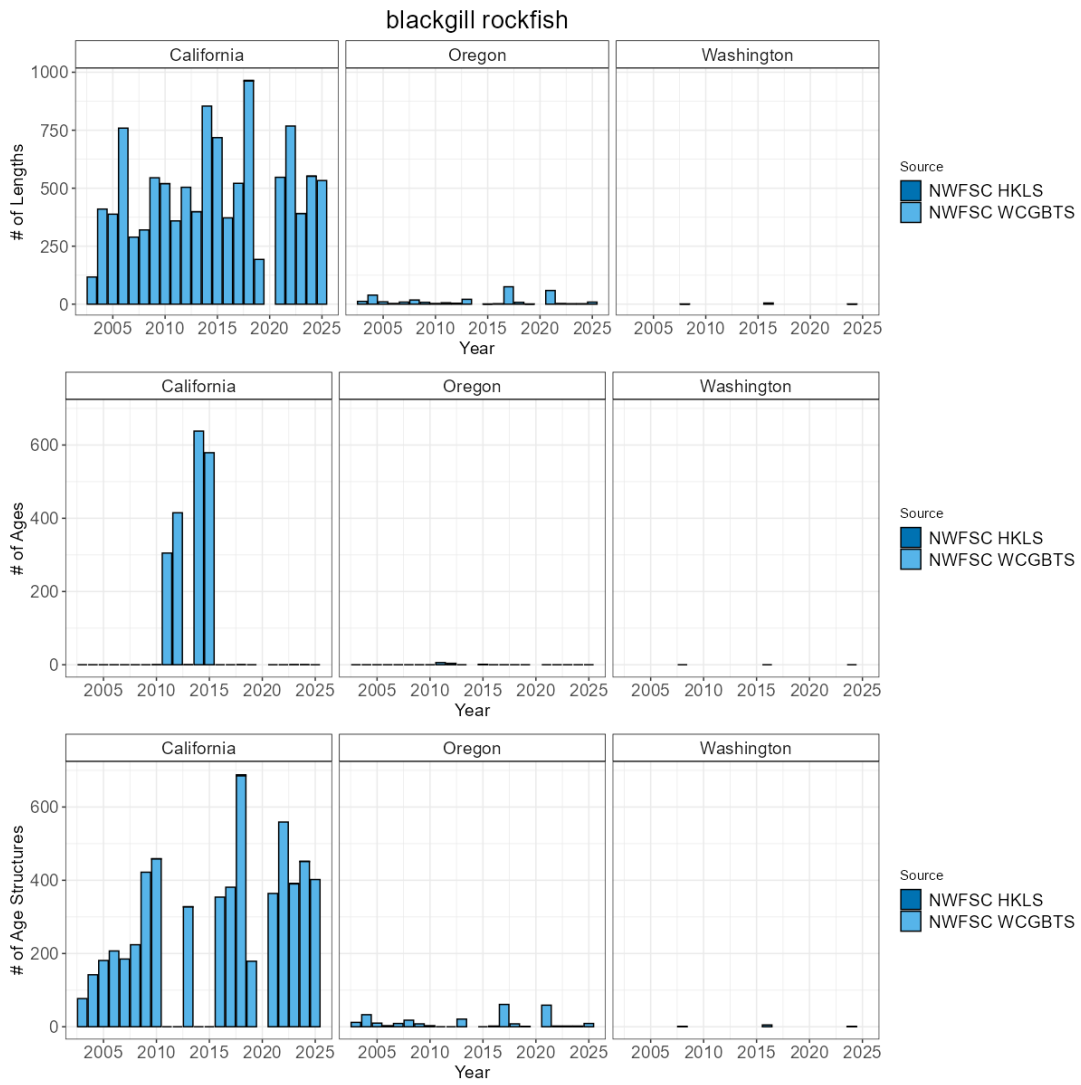 blackgill rockfish
California Oregon Washington
# of Lengths
1000
750
500
250
0
2005 2010 2015 2020 2025 2005 2010 2015 2020 2025 2005 2010 2015 2020 2025
Year
Source
NWFSC HKLS
NWFSC WCGBTS
California Oregon Washington
# of Ages
600
400
200
0
2005 2010 2015 2020 2025 2005 2010 2015 2020 2025 2005 2010 2015 2020 2025
Year
Source
NWFSC HKLS
NWFSC WCGBTS
California Oregon Washington
# of Age Structures
600
400
200
0
2005 2010 2015 2020 2025 2005 2010 2015 2020 2025 2005 2010 2015 2020 2025
Year
Source
NWFSC HKLS
NWFSC WCGBTS